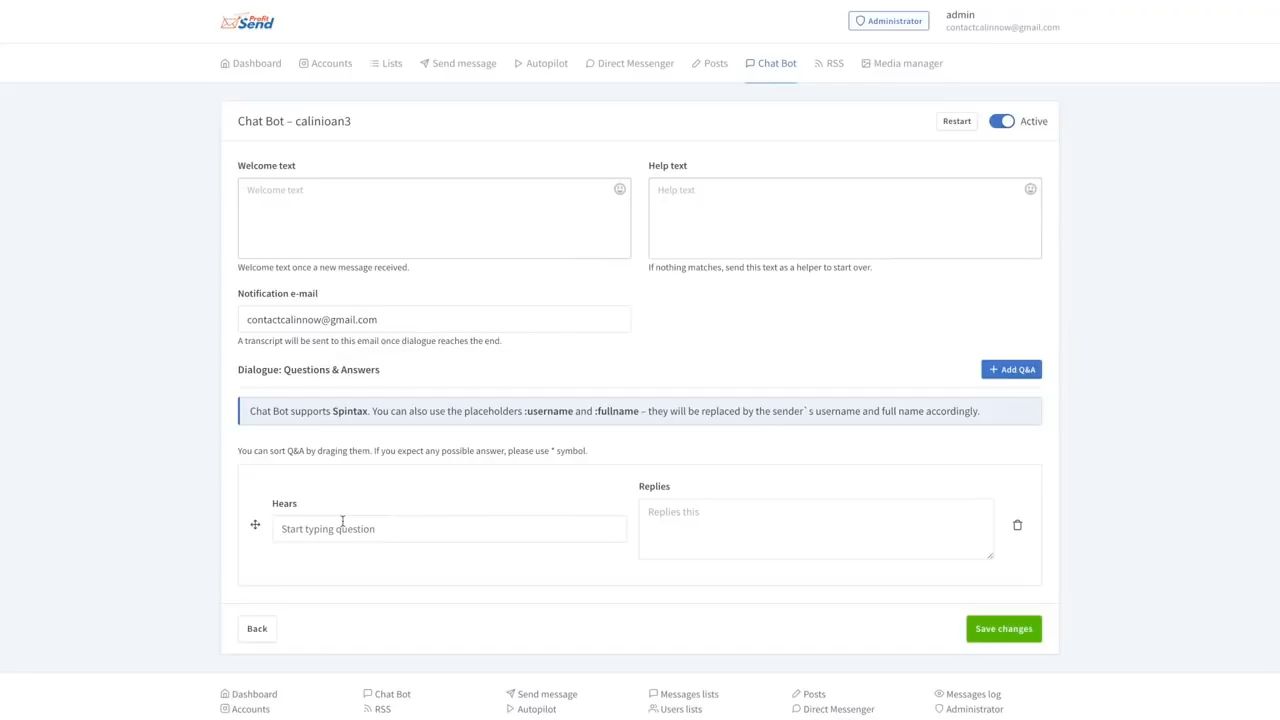 Profit
Send
Administrator
admin
contactcalinnow@gmail.com
Dashboard
Accounts
Lists
Send message
Autopilot
Direct Messenger
Posts
Chat Bot
RSS
Media manager
Chat Bot – calinioan3
Restart
Active
Welcome text
Help text
Welcome text
Help text
Welcome text once a new message received.
If nothing matches, send this text as a helper to start over.
Notification e-mail
contactcalinnow@gmail.com
A transcript will be sent to this email once dialogue reaches the end.
Dialogue: Questions & Answers
+ Add Q&A
Chat Bot supports Spintax. You can also use the placeholders :username and :fullname – they will be replaced by the sender`s username and full name accordingly.
You can sort Q&A by draging them. If you expect any possible answer, please use * symbol.
Hears
Replies
Start typing question
Replies this
Back
Save changes
Dashboard
Chat Bot
Send message
Messages lists
Posts
Messages log
Accounts
RSS
Autopilot
Users lists
Direct Messenger
Administrator